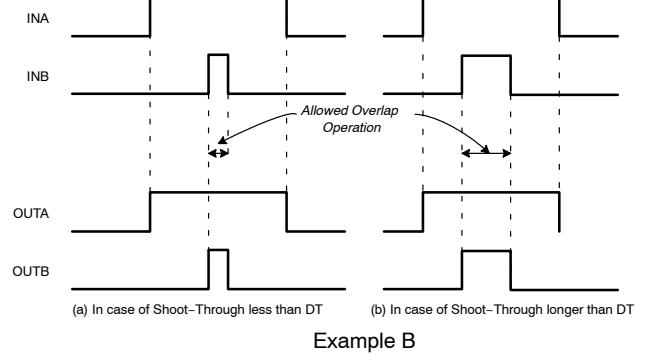 INA
INB
Allowed Overlap
Operation
OUTA
OUTB
(a) In case of Shoot−Through less than DT
(b) In case of Shoot−Through longer than DT
Example B